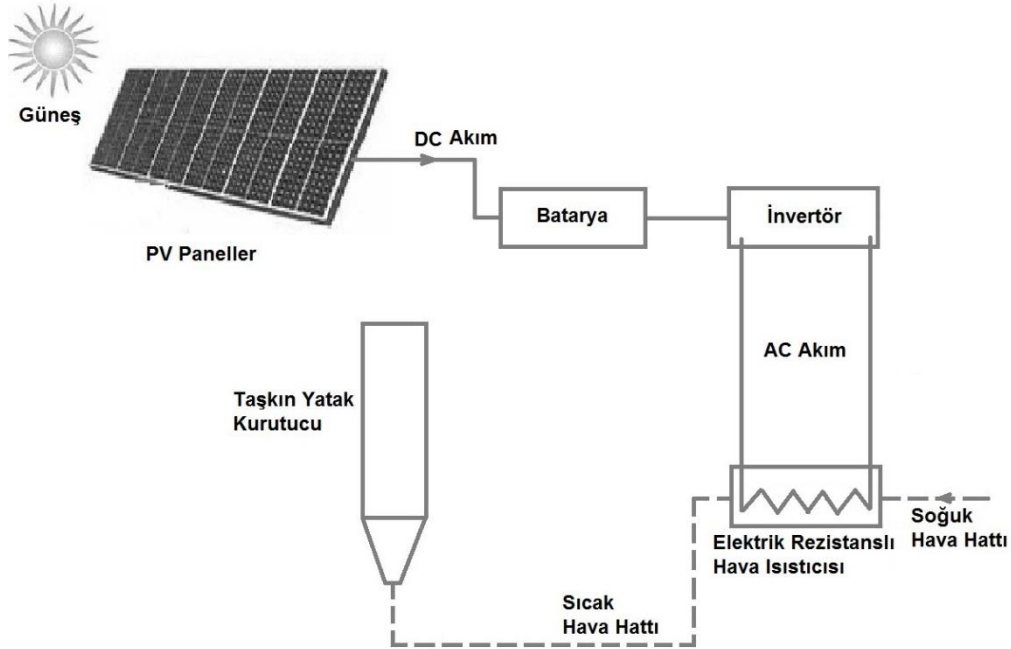 Güneş
DC Akım
Batarya
İnvertör
PV Paneller
AC Akım
Taşkın Yatak
Kurutucu
Soğuk
Hava Hattı
Elektrik Rezistanslı
Hava Isıstıcısı
Sıcak
Hava Hattı